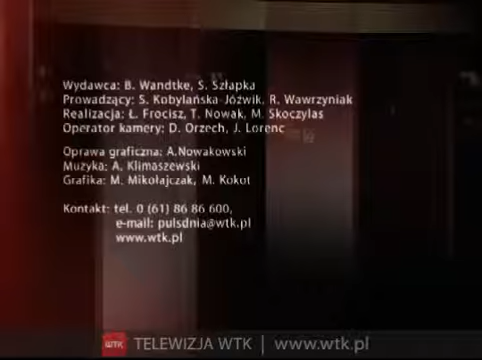 Wydawca: B. Wandtke, S. Szłapka
Prowadzący: S. Kobylańska-Jóźwik, R. Wawrzyniak
Realizacja: Ł. Frocisz, T. Nowak, M. Skoczylas
Operator kamery: D. Orzech, J. Lorenc
Oprawa graficzna: A.Nowakowski
Muzyka: A. Klimaszewski
Grafika: M. Mikołajczak, M. Kokot
Kontakt: tel. 0 (61) 86 86 600,
e-mail: pulsdnia@wtk.pl
www.wtk.pl
WTK TELEWIZJA WTK | www.wtk.pl